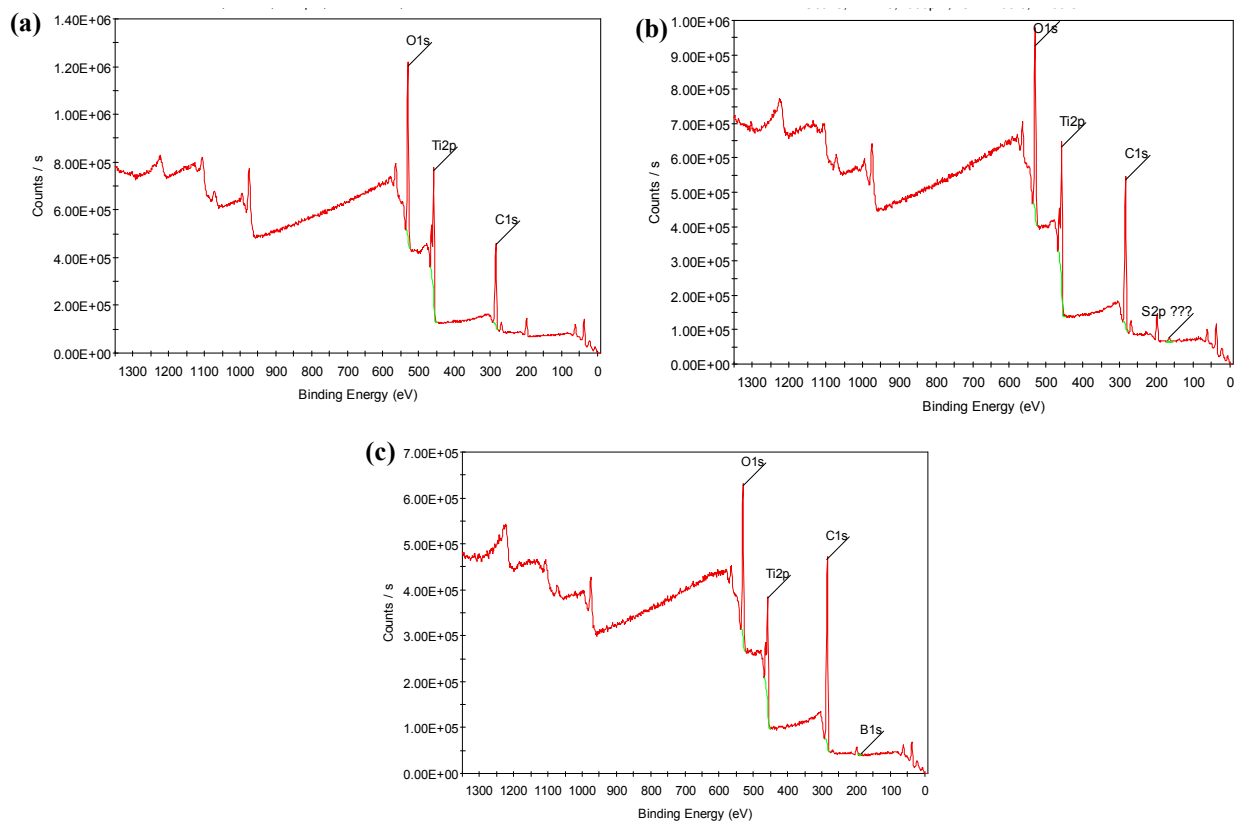 (a)
1.40E+06
1.20E+06
1.00E+06
8.00E+05
6.00E+05
4.00E+05
2.00E+05
0.00E+00
Counts / s
O1s
Ti2p
C1s
1300 1200 1100 1000 900 800 700 600 500 400 300 200 100 0
Binding Energy (eV)
(b)
1.00E+06
9.00E+05
8.00E+05
7.00E+05
6.00E+05
5.00E+05
4.00E+05
3.00E+05
2.00E+05
1.00E+05
0.00E+00
Counts / s
O1s
Ti2p
C1s
S2p ???
1300 1200 1100 1000 900 800 700 600 500 400 300 200 100 0
Binding Energy (eV)
(c)
7.00E+05
6.00E+05
5.00E+05
4.00E+05
3.00E+05
2.00E+05
1.00E+05
0.00E+00
Counts / s
O1s
Ti2p
C1s
B1s
1300 1200 1100 1000 900 800 700 600 500 400 300 200 100 0
Binding Energy (eV)